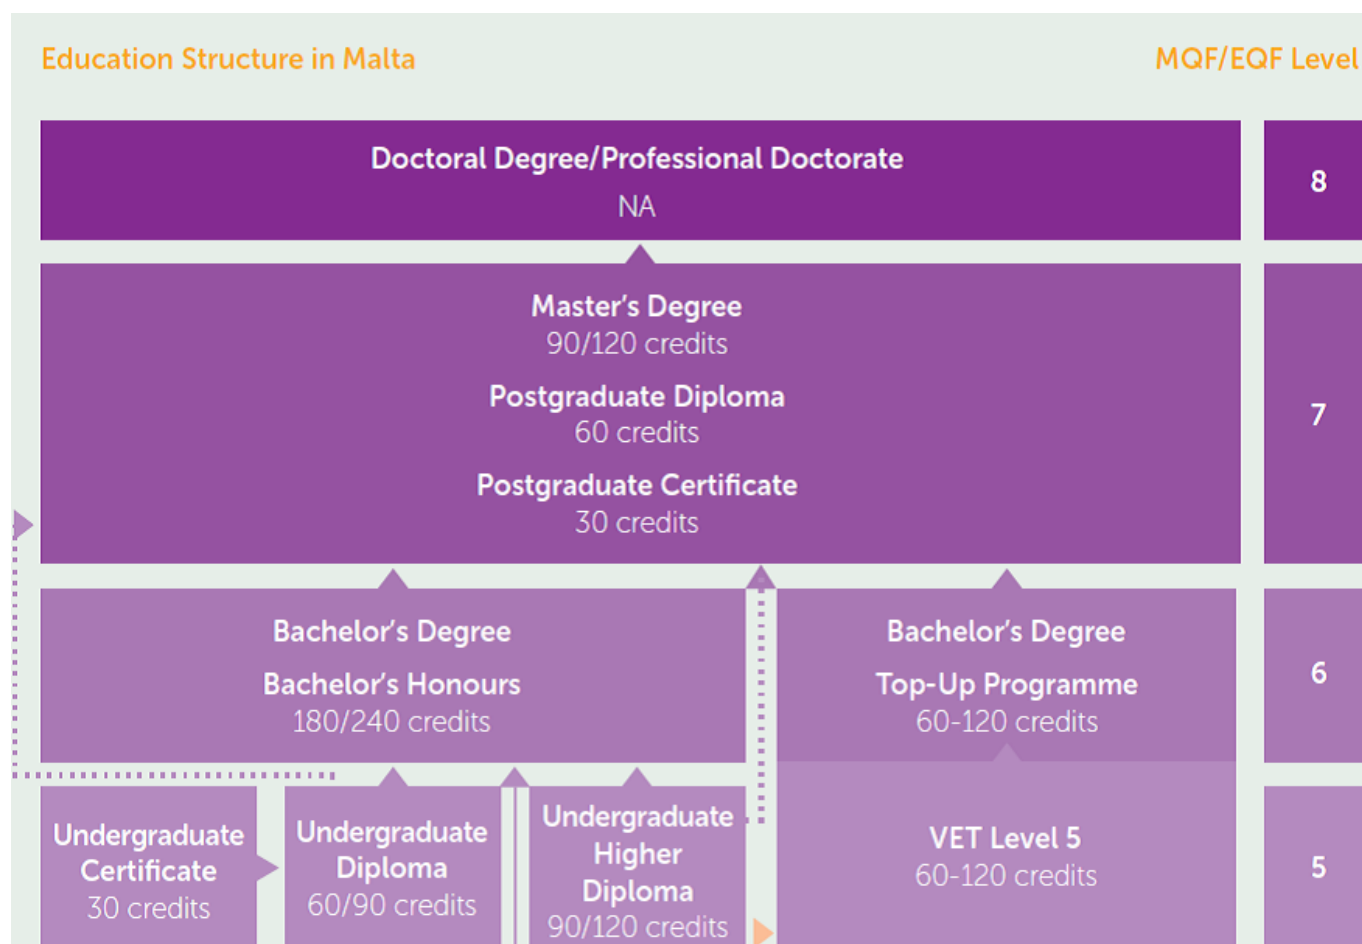 Education Structure in Malta
MQF/EQF Level
Doctoral Degree/Professional Doctorate
NA
8
Master's Degree
90/120 credits
Postgraduate Diploma
60 credits
Postgraduate Certificate
30 credits
7
Bachelor's Degree
Bachelor's Honours
180/240 credits
Bachelor's Degree
Top-Up Programme
60-120 credits
6
Undergraduate
Certificate
30 credits
Undergraduate
Diploma
60/90 credits
Undergraduate
Higher
Diploma
90/120 credits
VET Level 5
60-120 credits
5